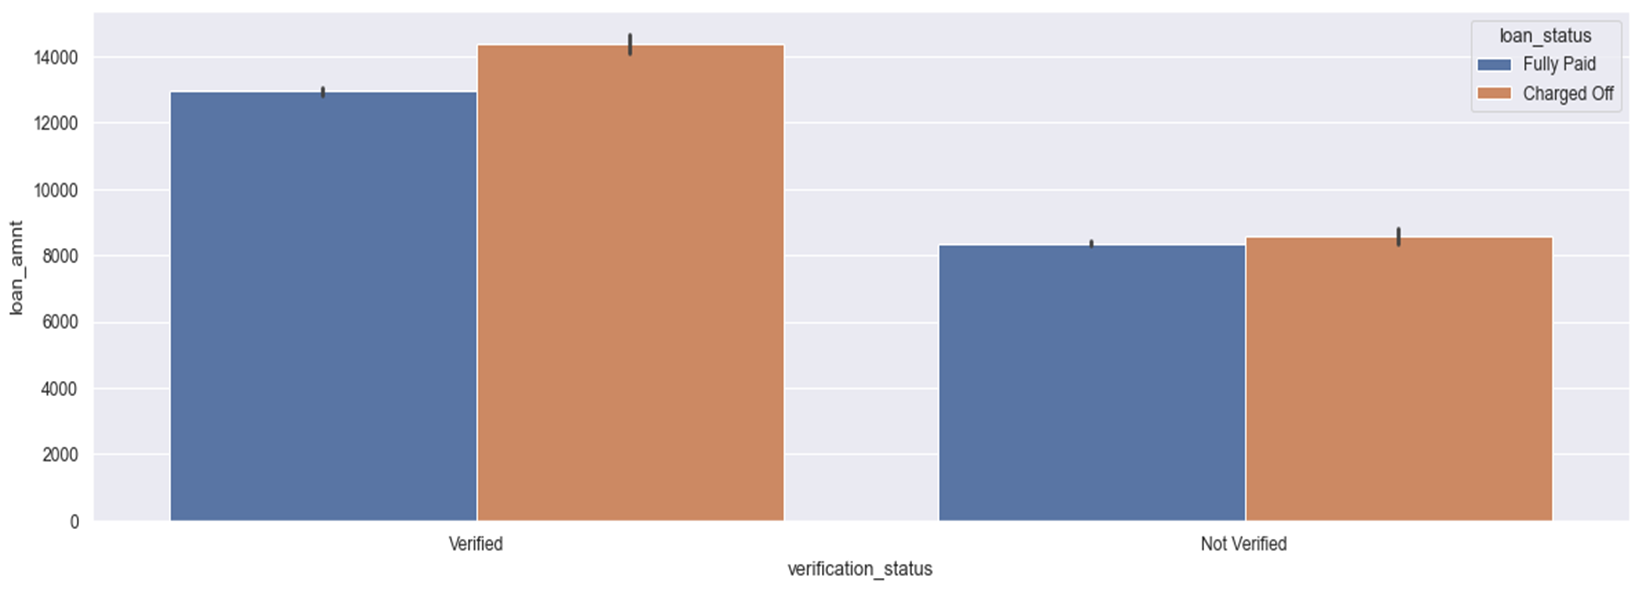 loan_status
Fully Paid
Charged Off
14000
12000
10000
8000
6000
4000
2000
0
loan_amnt
Verified
Not Verified
verification_status